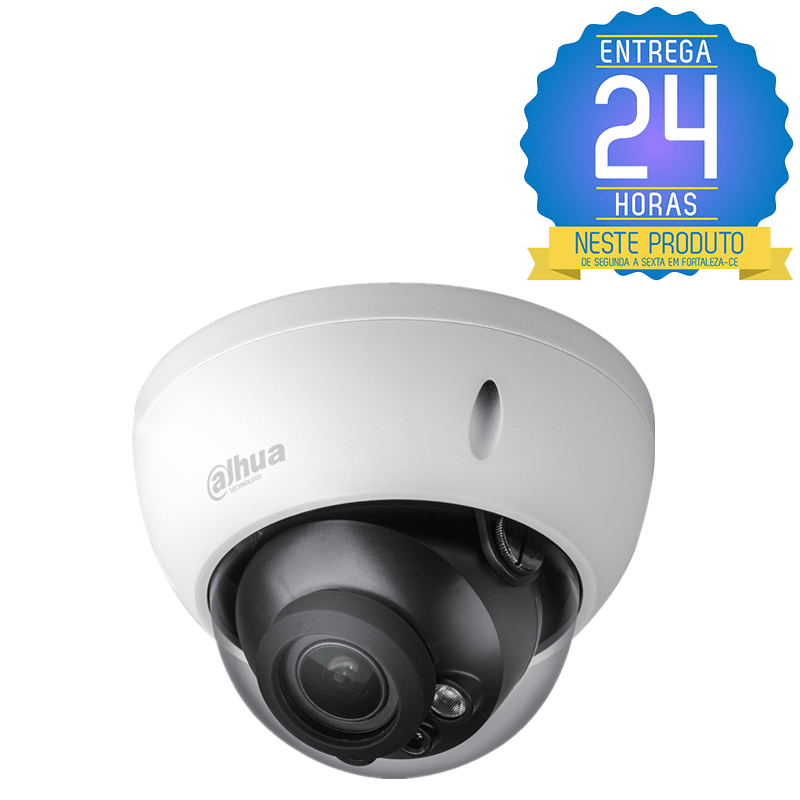 ENTREGA
24
HORAS
NESTE PRODUTO
DE SEGUNDA A SEXTA EM FORTALEZA-CE
alhua
TECHNOLOGY